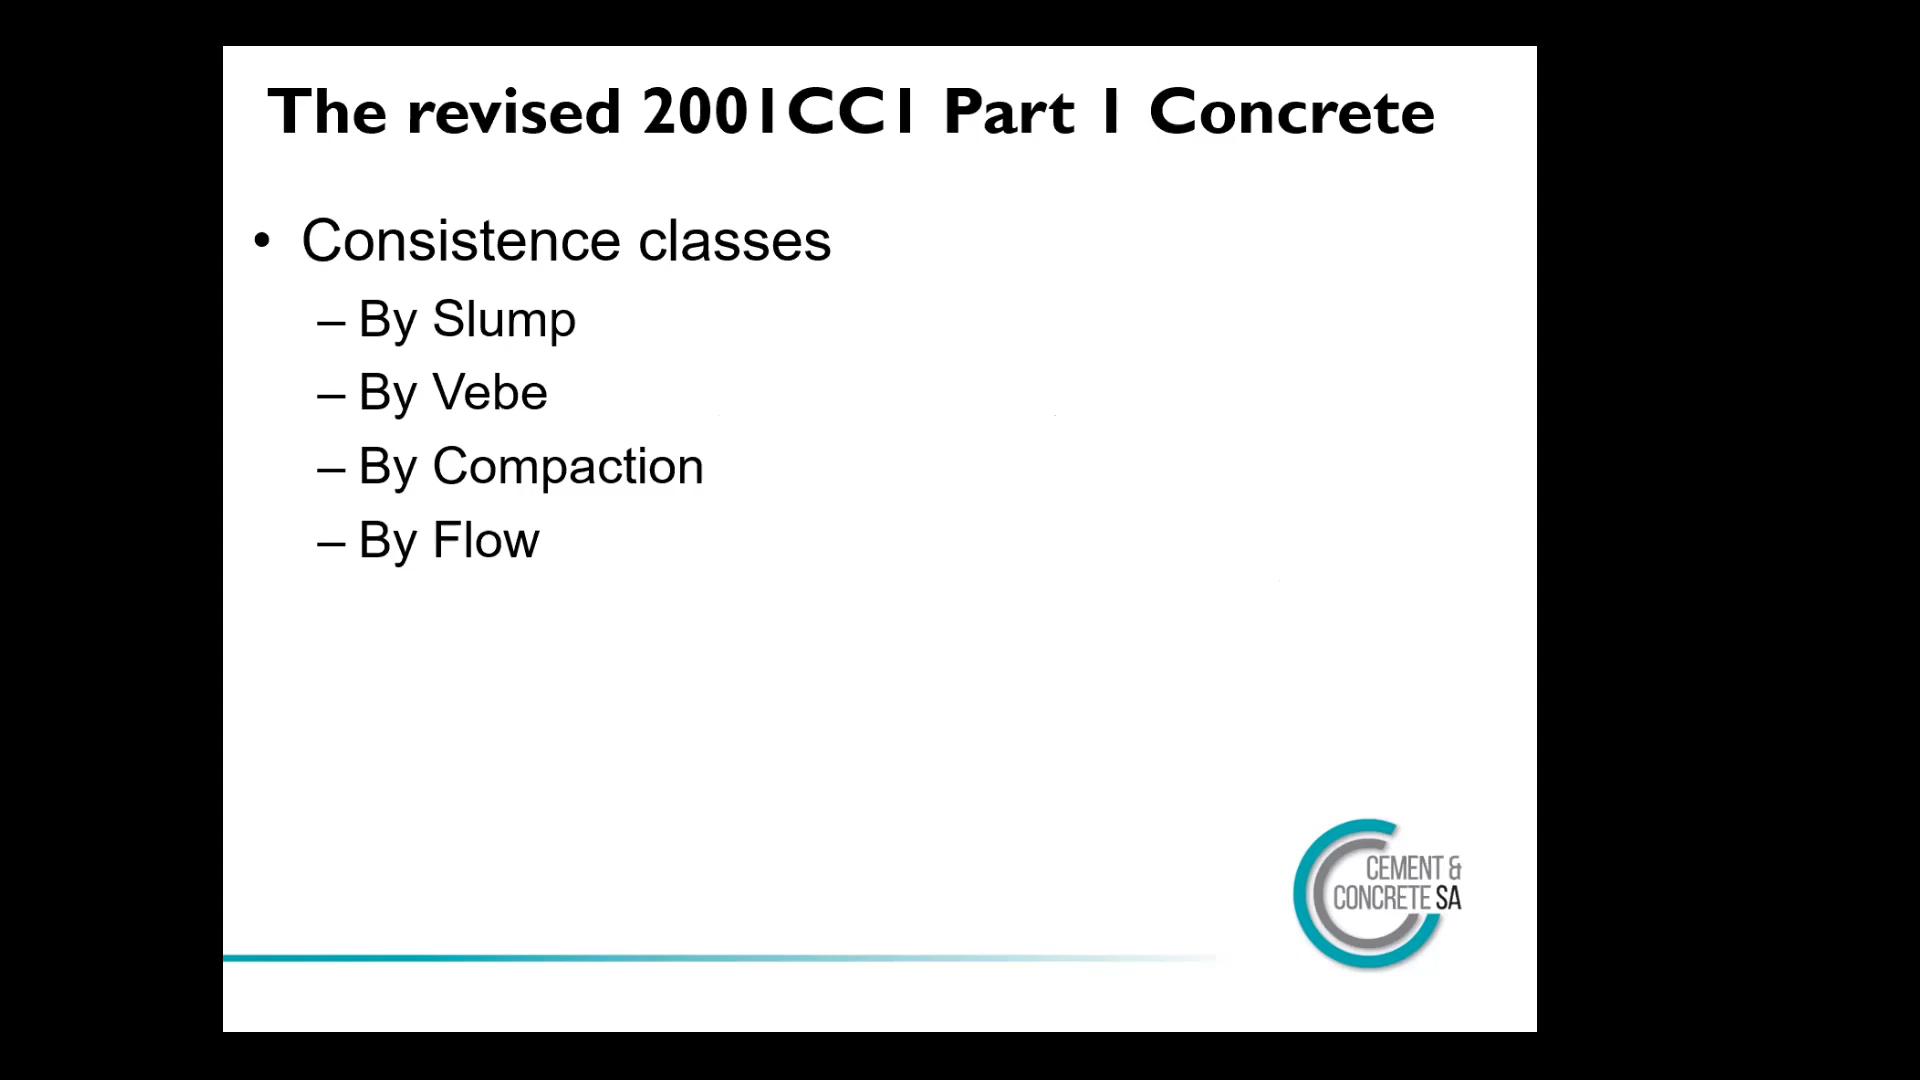 The revised 2001CC1 Part 1 Concrete
• Consistence classes
– By Slump
– By Vebe
– By Compaction
– By Flow
CEMENT &
CONCRETE SA